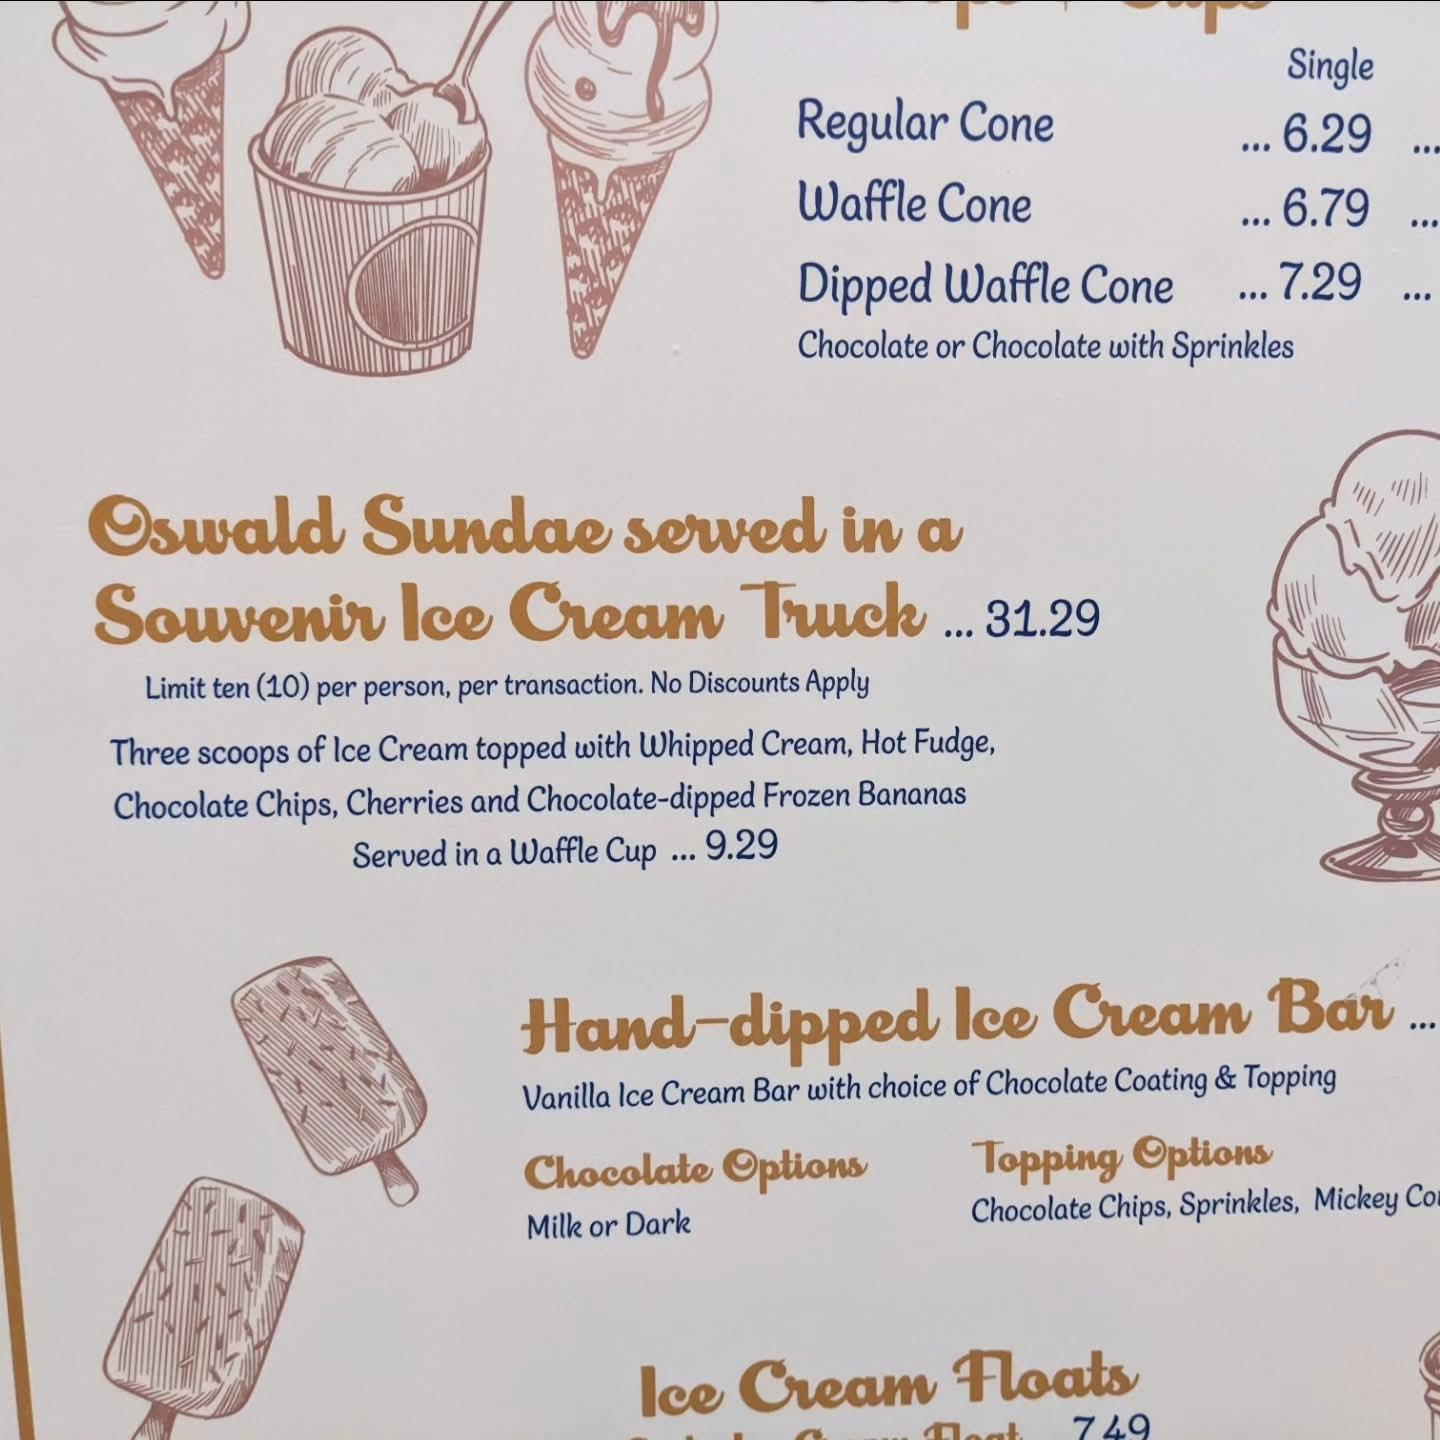 Single
Regular Cone ... 6.29 ...
Waffle Cone ... 6.79 ...
Dipped Waffle Cone ... 7.29 ...
Chocolate or Chocolate with Sprinkles
Oswald Sundae served in a
Souvenir Ice Cream Truck ... 31.29
Limit ten (10) per person, per transaction. No Discounts Apply
Three scoops of Ice Cream topped with Whipped Cream, Hot Fudge,
Chocolate Chips, Cherries and Chocolate-dipped Frozen Bananas
Served in a Waffle Cup ... 9.29
Hand-dipped Ice Cream Bar ...
Vanilla Ice Cream Bar with choice of Chocolate Coating & Topping
Chocolate Options
Milk or Dark
Topping Options
Chocolate Chips, Sprinkles, Mickey
Ice Cream Floats
Float 7.49